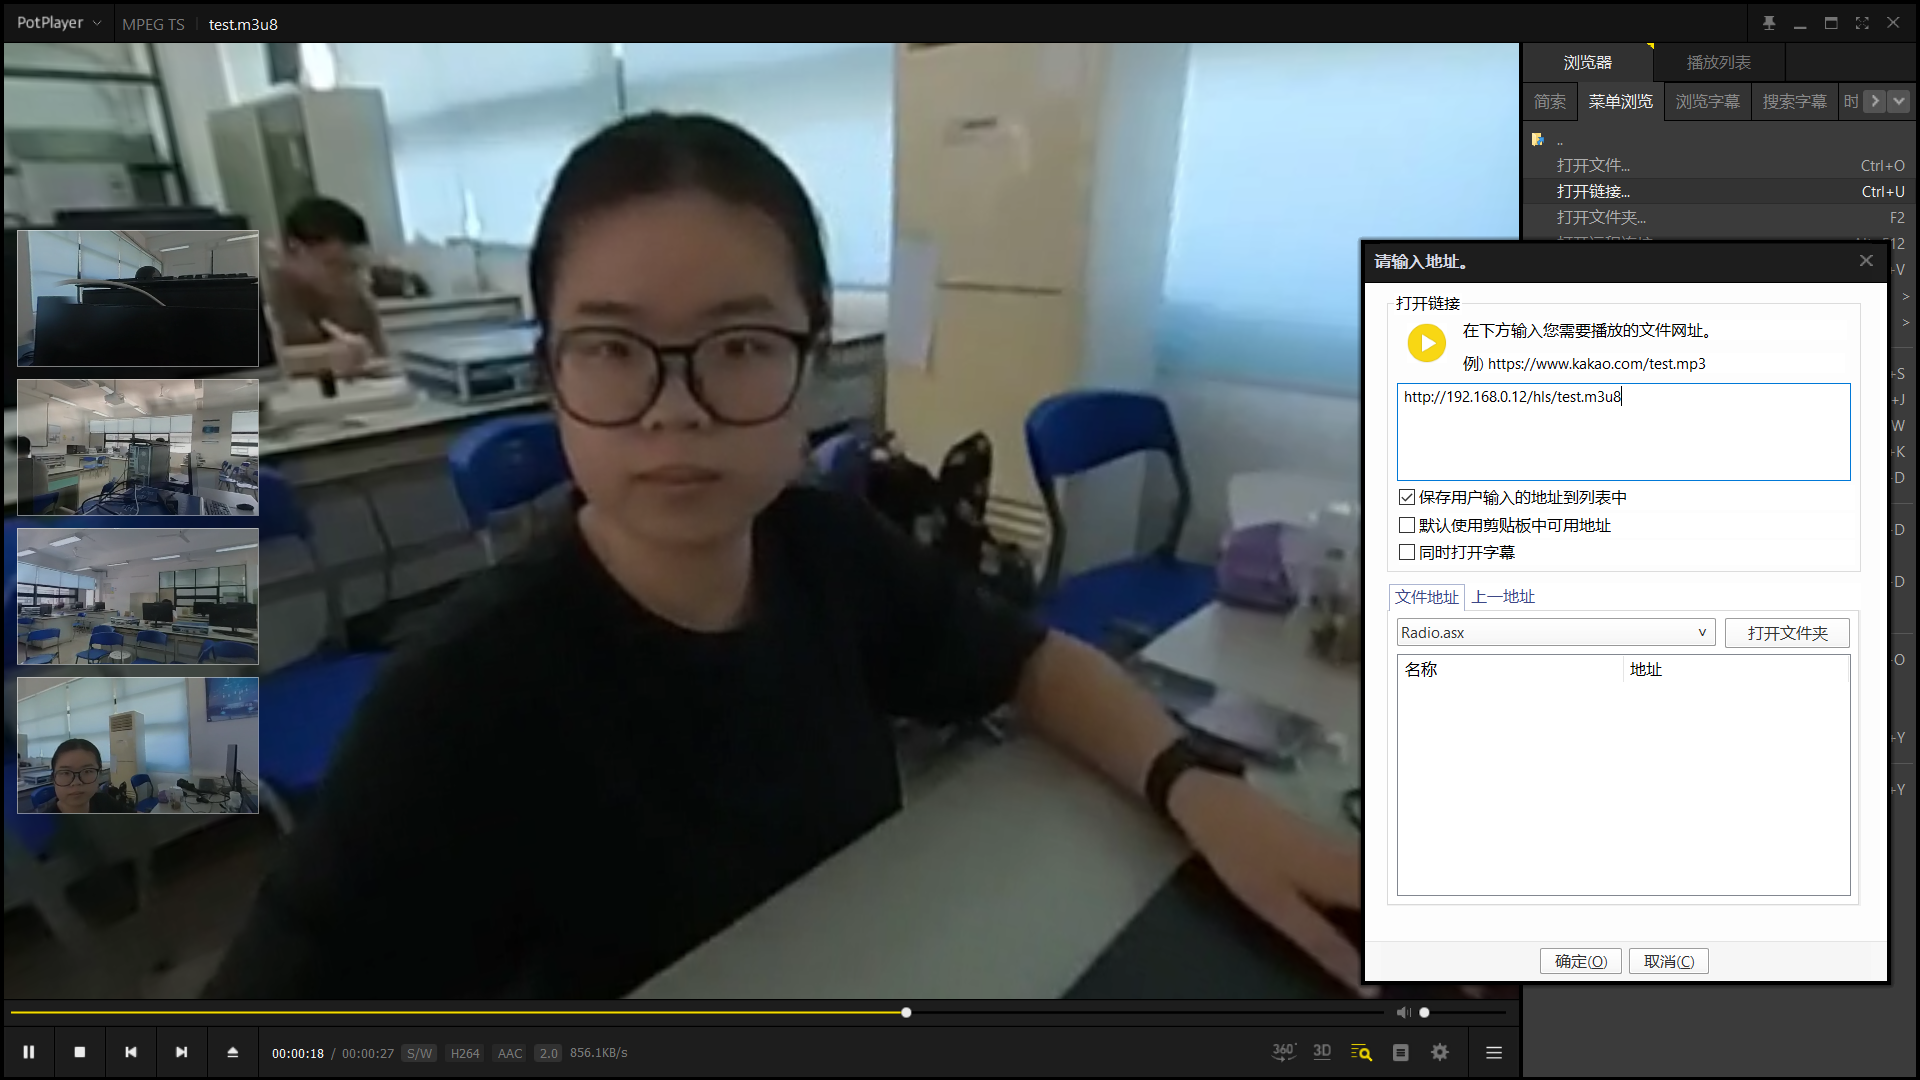 PotPlayer
MPEG TS
test.m3u8
浏览器
播放列表
简索
菜单浏览
浏览字幕
搜索字幕
时
..
打开文件... Ctrl+O
打开链接... Ctrl+U
打开文件夹... F2
请输入地址。
打开链接
在下方输入您需要播放的文件网址。
例) https://www.kakao.com/test.mp3
http://192.168.0.12/hls/test.m3u8
保存用户输入的地址到列表中
默认使用剪贴板中可用地址
同时打开字幕
文件地址
上一地址
Radio.asx
打开文件夹
名称
地址
确定(O)
取消(C)
00:00:18 / 00:00:27 S/W H264 AAC 2.0 856.1KB/s
360°
3D